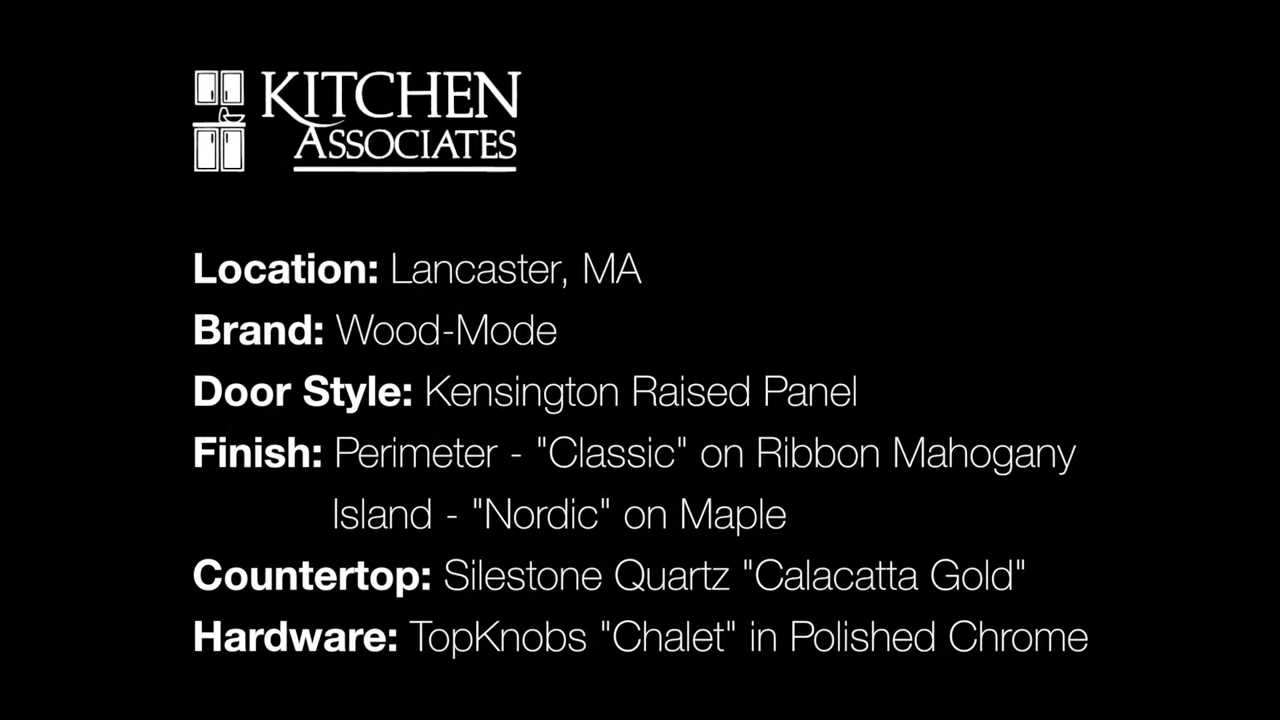 KITCHEN
ASSOCIATES
Location: Lancaster, MA
Brand: Wood-Mode
Door Style: Kensington Raised Panel
Finish: Perimeter - "Classic" on Ribbon Mahogany
Island - "Nordic" on Maple
Countertop: Silestone Quartz "Calacatta Gold"
Hardware: TopKnobs "Chalet" in Polished Chrome